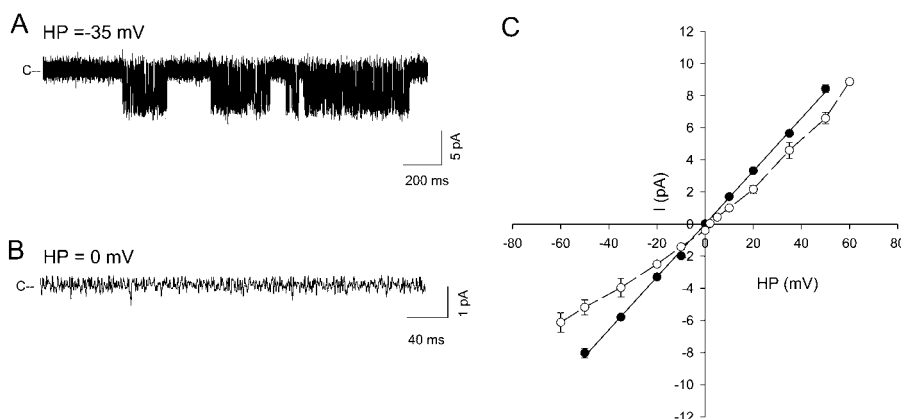 A
HP =-35 mV
C--
5 pA
200 ms
B
HP = 0 mV
C--
1 pA
40 ms
C
12
10
8
6
4
2
0
-2
-4
-6
-8
-10
-12
I (pA)
-80 -60 -40 -20 0 20 40 60 80
HP (mV)